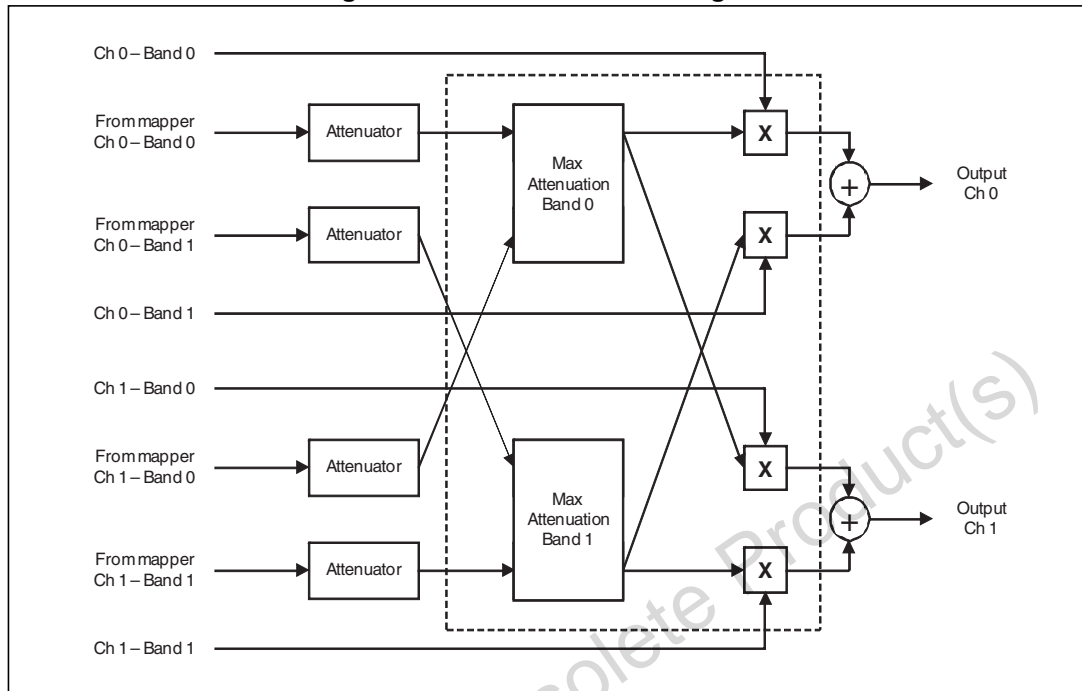 Ch 0 – Band 0
From mapper
Ch 0 – Band 0
Attenuator
Max
Attenuation
Band 0
X
+
Output
Ch 0
From mapper
Ch 0 – Band 1
Attenuator
X
Ch 0 – Band 1
Ch 1 – Band 0
From mapper
Ch 1 – Band 0
Attenuator
Max
Attenuation
Band 1
X
+
Output
Ch 1
From mapper
Ch 1 – Band 1
Attenuator
X
Ch 1 – Band 1
Product(s)